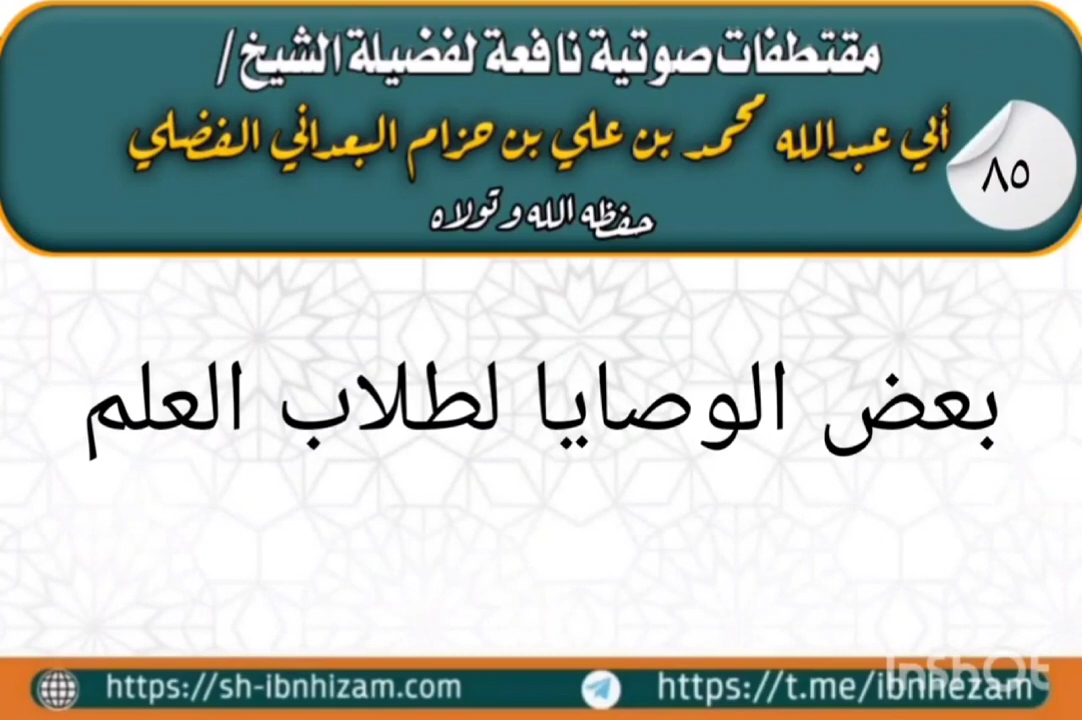 مقتطفات صوتية نافعة لفضيلة الشيخ/
أبي عبدالله محمد بن علي بن حزام البعداني الفضلي
٨٥
حفظه الله وتولاه
بعض الوصايا لطلاب العلم
InShOt
https://sh-ibnhizam.com
https://t.me/ibnhezam